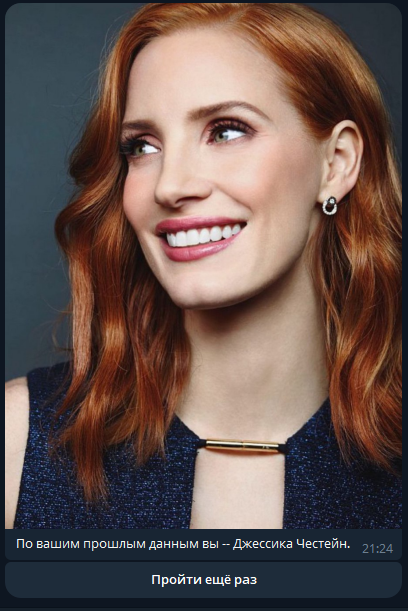 По вашим прошлым данным вы -- Джессика Честейн.
21:24
Пройти ещё раз